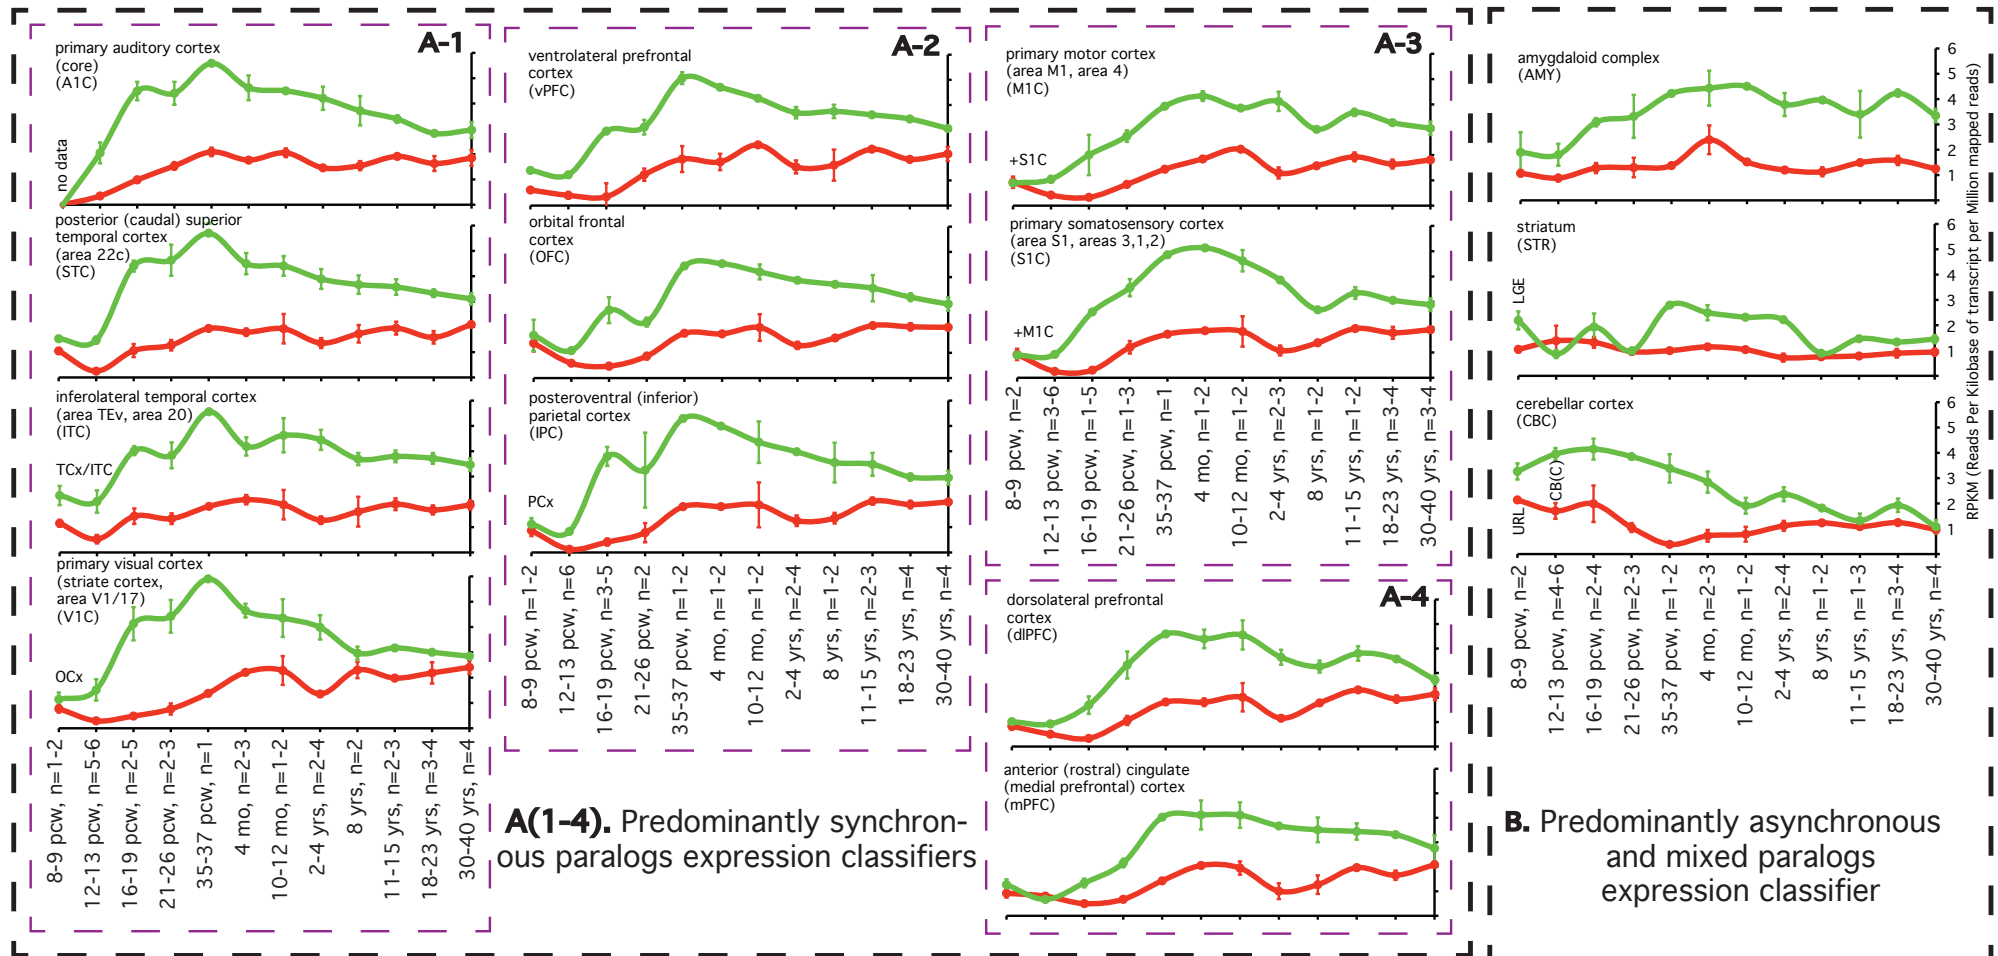 A-1
primary auditory cortex
(core)
(A1C)
no data
posterior (caudal) superior
temporal cortex
(area 22c)
(STC)
inferolateral temporal cortex
(area TEv, area 20)
(ITC)
TCx/ITC
primary visual cortex
(striate cortex,
area V1/17)
(V1C)
OCx
8-9 pcw, n=1-2
12-13 pcw, n=5-6
16-19 pcw, n=2-5
21-26 pcw, n=2-3
35-37 pcw, n=1
4 mo, n=2-3
10-12 mo, n=1-2
2-4 yrs, n=2-4
8 yrs, n=2
11-15 yrs, n=2-3
18-23 yrs, n=3-4
30-40 yrs, n=4
A-2
ventrolateral prefrontal
cortex
(vPFC)
orbital frontal
cortex
(OFC)
posteroventral (inferior)
parietal cortex
(IPC)
PCx
8-9 pcw, n=1-2
12-13 pcw, n=6
16-19 pcw, n=3-5
21-26 pcw, n=2
35-37 pcw, n=1-2
4 mo, n=1-2
10-12 mo, n=1-2
2-4 yrs, n=2-4
8 yrs, n=1-2
11-15 yrs, n=2-3
18-23 yrs, n=4
30-40 yrs, n=4
A-3
primary motor cortex
(area M1, area 4)
(M1C)
+S1C
primary somatosensory cortex
(area S1, areas 3,1,2)
(S1C)
+M1C
8-9 pcw, n=2
12-13 pcw, n=3-6
16-19 pcw, n=1-5
21-26 pcw, n=1-3
35-37 pcw, n=1
4 mo, n=1-2
10-12 mo, n=1-2
2-4 yrs, n=2-3
8 yrs, n=1-2
11-15 yrs, n=1-2
18-23 yrs, n=3-4
30-40 yrs, n=3-4
A-4
dorsolateral prefrontal
cortex
(dlPFC)
anterior (rostral) cingulate
(medial prefrontal) cortex
(mPFC)
A(1-4). Predominantly synchron-
ous paralogs expression classifiers
amygdaloid complex
(AMY)
6
5
4
3
2
1
striatum
(STR)
LGE
6
5
4
3
2
1
cerebellar cortex
(CBC)
URL
CB(C)
6
5
4
3
2
1
RPKM (Reads Per Kilobase of transcript per Million mapped reads)
8-9 pcw, n=2
12-13 pcw, n=4-6
16-19 pcw, n=2-4
21-26 pcw, n=2-3
35-37 pcw, n=1-2
4 mo, n=2-3
10-12 mo, n=1-2
2-4 yrs, n=2-4
8 yrs, n=1-2
11-15 yrs, n=1-3
18-23 yrs, n=3-4
30-40 yrs, n=4
B. Predominantly asynchronous
and mixed paralogs
expression classifier